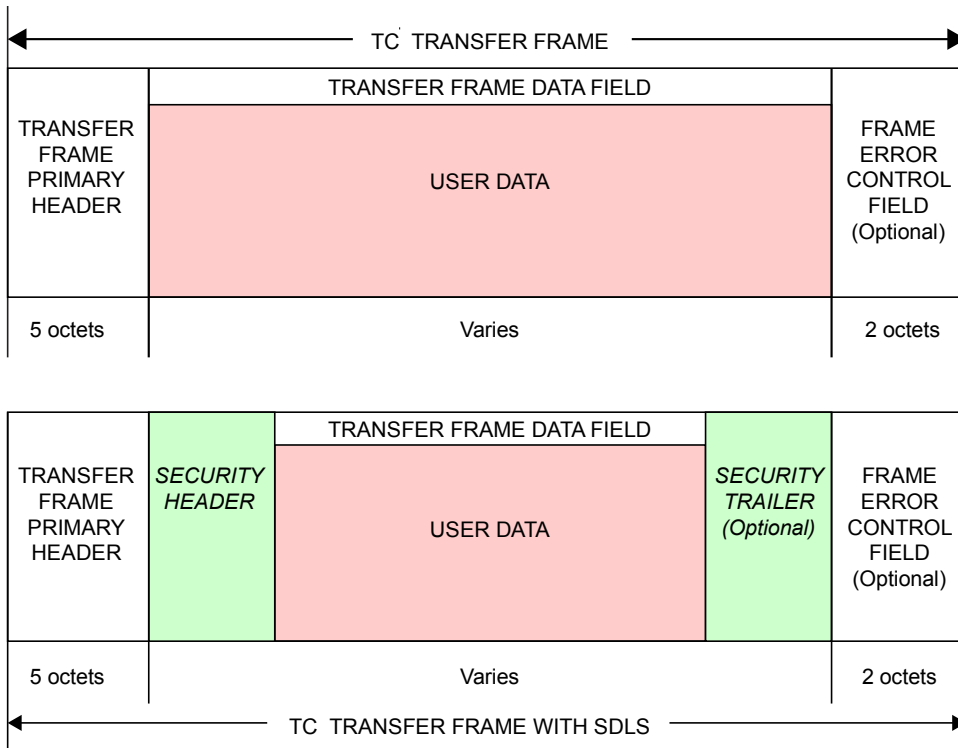 TC TRANSFER FRAME
TRANSFER FRAME DATA FIELD
TRANSFER
FRAME
PRIMARY
HEADER
USER DATA
FRAME
ERROR
CONTROL
FIELD
(Optional)
5 octets
Varies
2 octets
TRANSFER FRAME DATA FIELD
TRANSFER
FRAME
PRIMARY
HEADER
SECURITY
HEADER
USER DATA
SECURITY
TRAILER
(Optional)
FRAME
ERROR
CONTROL
FIELD
(Optional)
5 octets
Varies
2 octets
TC TRANSFER FRAME WITH SDLS